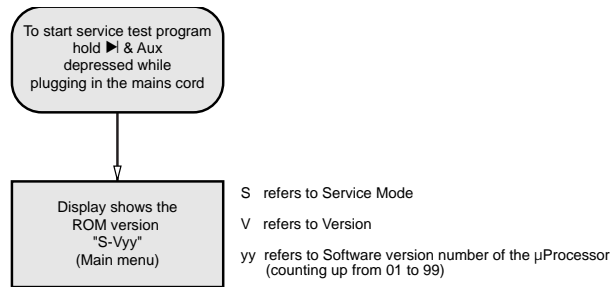 To start service test program
hold ▶| & Aux
depressed while
plugging in the mains cord
Display shows the
ROM version
"S-Vyy"
(Main menu)
S refers to Service Mode
V refers to Version
yy refers to Software version number of the µProcessor
(counting up from 01 to 99)